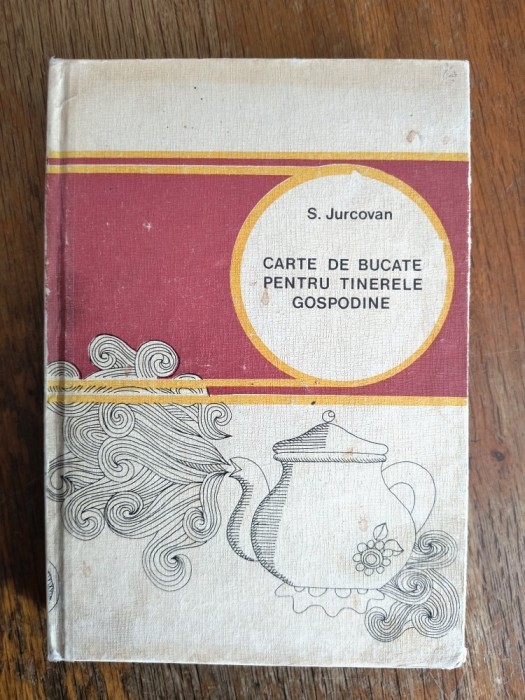 S. Jurcovan
CARTE DE BUCATE
PENTRU TINERELE
GOSPODINE